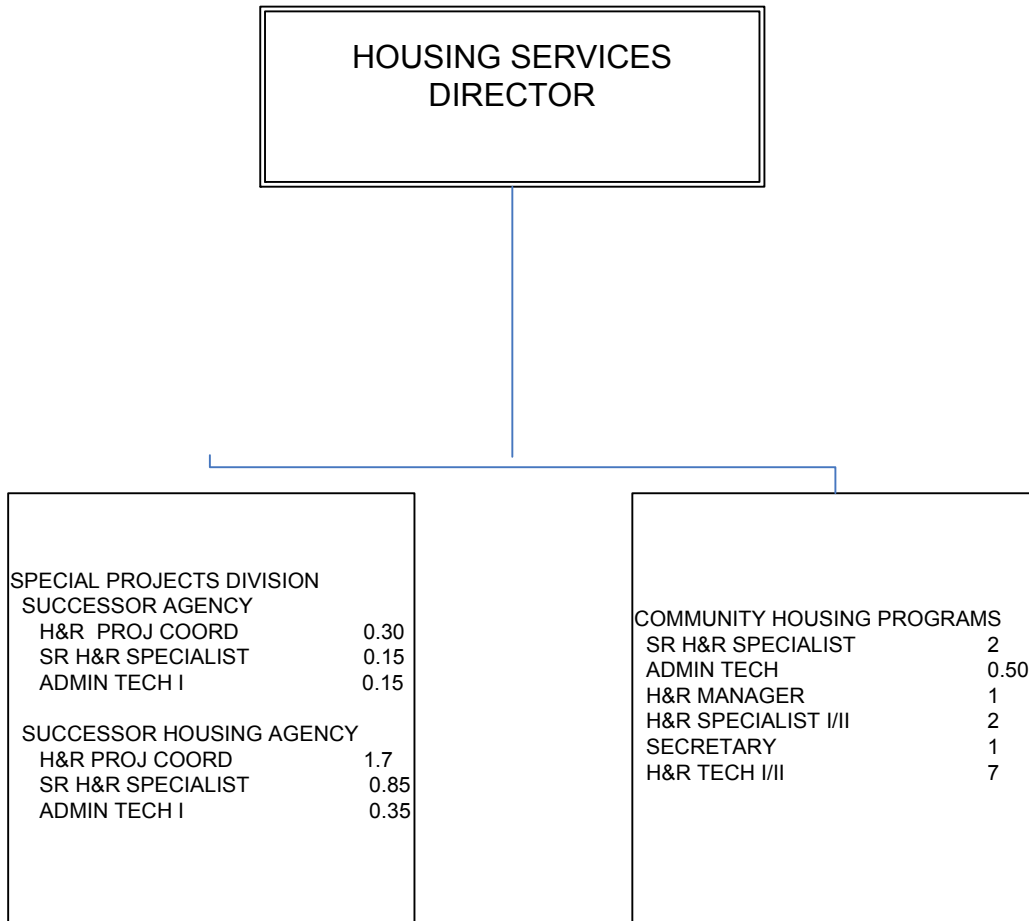 HOUSING SERVICES
DIRECTOR
SPECIAL PROJECTS DIVISION
SUCCESSOR AGENCY
H&R PROJ COORD 0.30
SR H&R SPECIALIST 0.15
ADMIN TECH I 0.15
SUCCESSOR HOUSING AGENCY
H&R PROJ COORD 1.7
SR H&R SPECIALIST 0.85
ADMIN TECH I 0.35
COMMUNITY HOUSING PROGRAMS
SR H&R SPECIALIST 2
ADMIN TECH 0.50
H&R MANAGER 1
H&R SPECIALIST I/II 2
SECRETARY 1
H&R TECH I/II 7